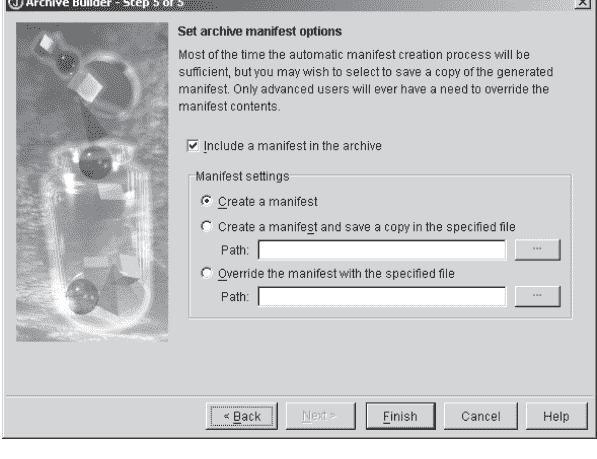 Archive Builder - Step 5 of 5
Set archive manifest options
Most of the time the automatic manifest creation process will be
sufficient, but you may wish to select to save a copy of the generated
manifest. Only advanced users will ever have a need to override the
manifest contents.
Include a manifest in the archive
Manifest settings
Create a manifest
Create a manifest and save a copy in the specified file
Path: ...
Override the manifest with the specified file
Path: ...
< Back Next > Finish Cancel Help